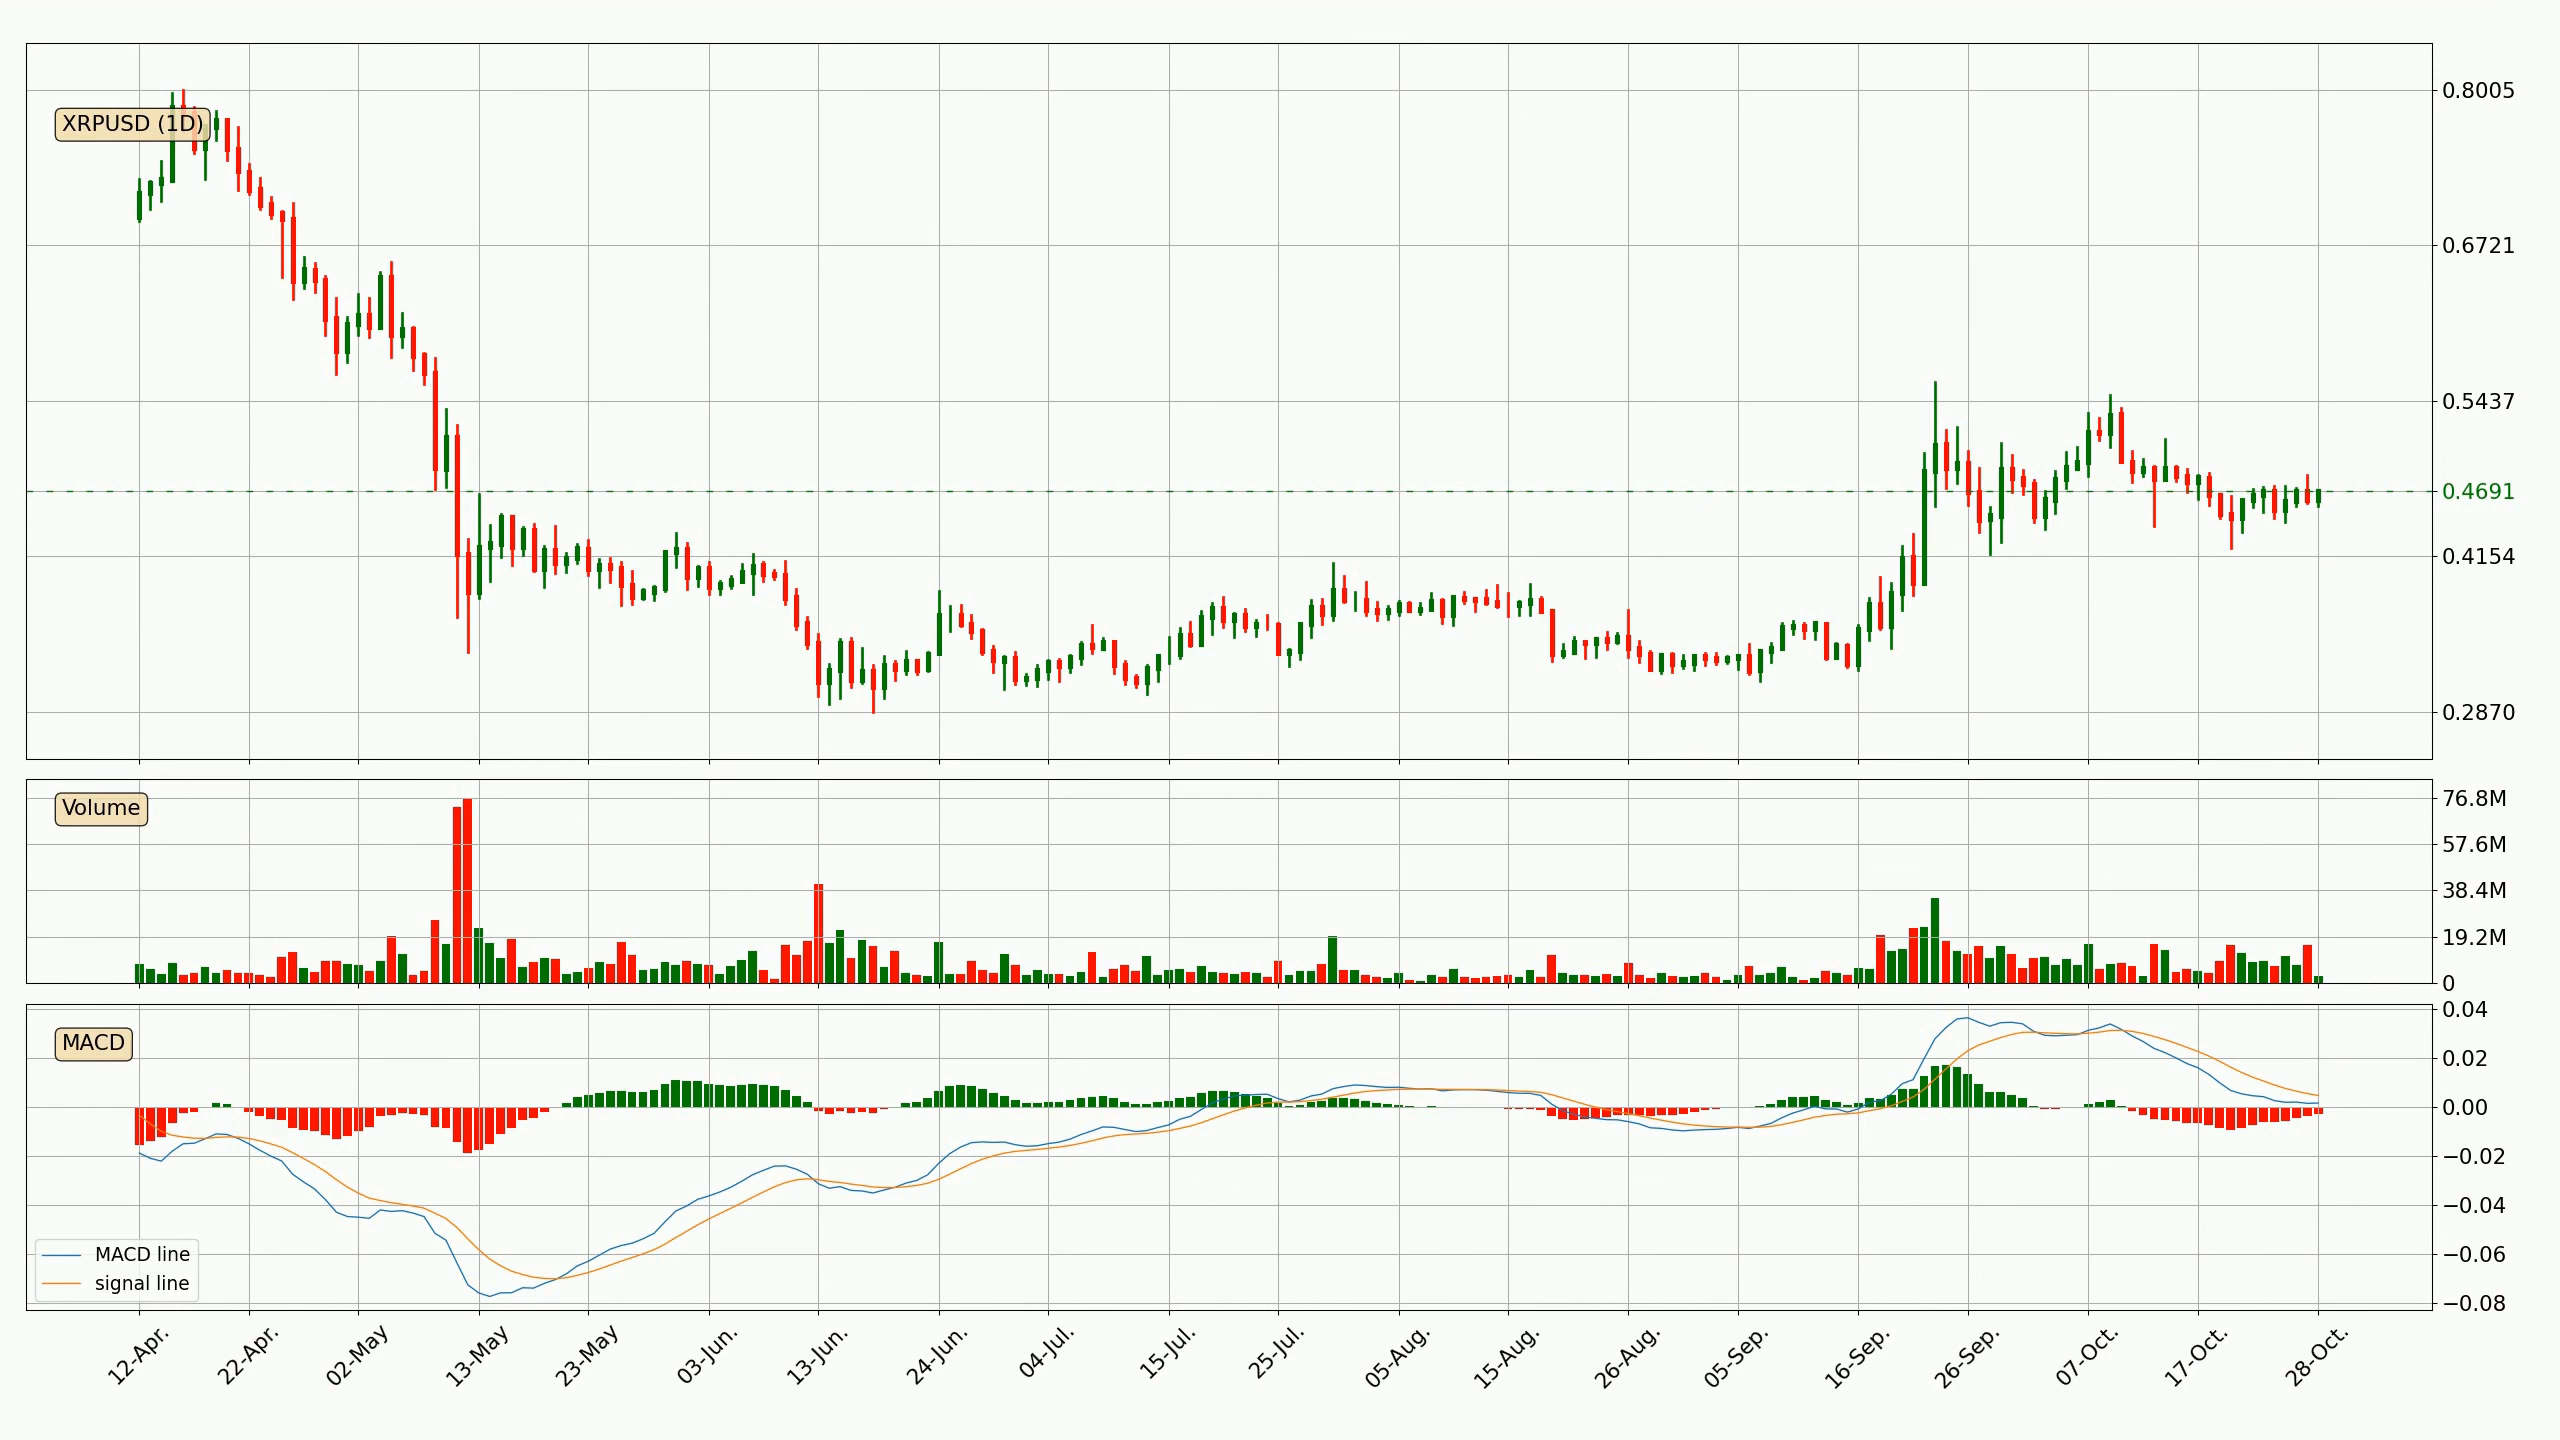 XRPUSD (1D)
0.8005
0.6721
0.5437
0.4691
0.4154
0.2870
Volume
76.8M
57.6M
38.4M
19.2M
0
MACD
0.04
0.02
0.00
−0.02
−0.04
−0.06
−0.08
MACD line
signal line
12-Apr.
22-Apr.
02-May
13-May
23-May
03-Jun.
13-Jun.
24-Jun.
04-Jul.
15-Jul.
25-Jul.
05-Aug.
15-Aug.
26-Aug.
05-Sep.
16-Sep.
26-Sep.
07-Oct.
17-Oct.
28-Oct.